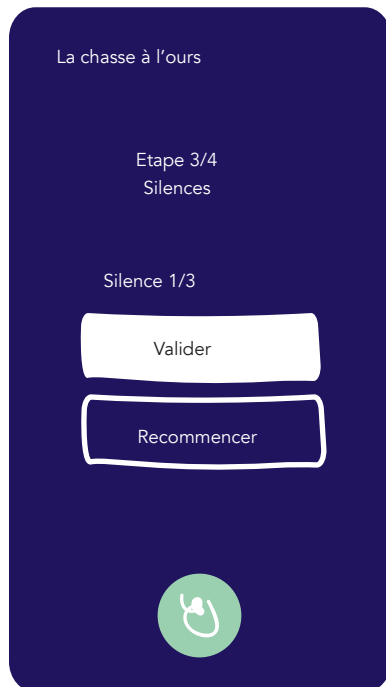 La chasse à l’ours
Etape 3/4
Silences
Silence 1/3
Valider
Recommencer